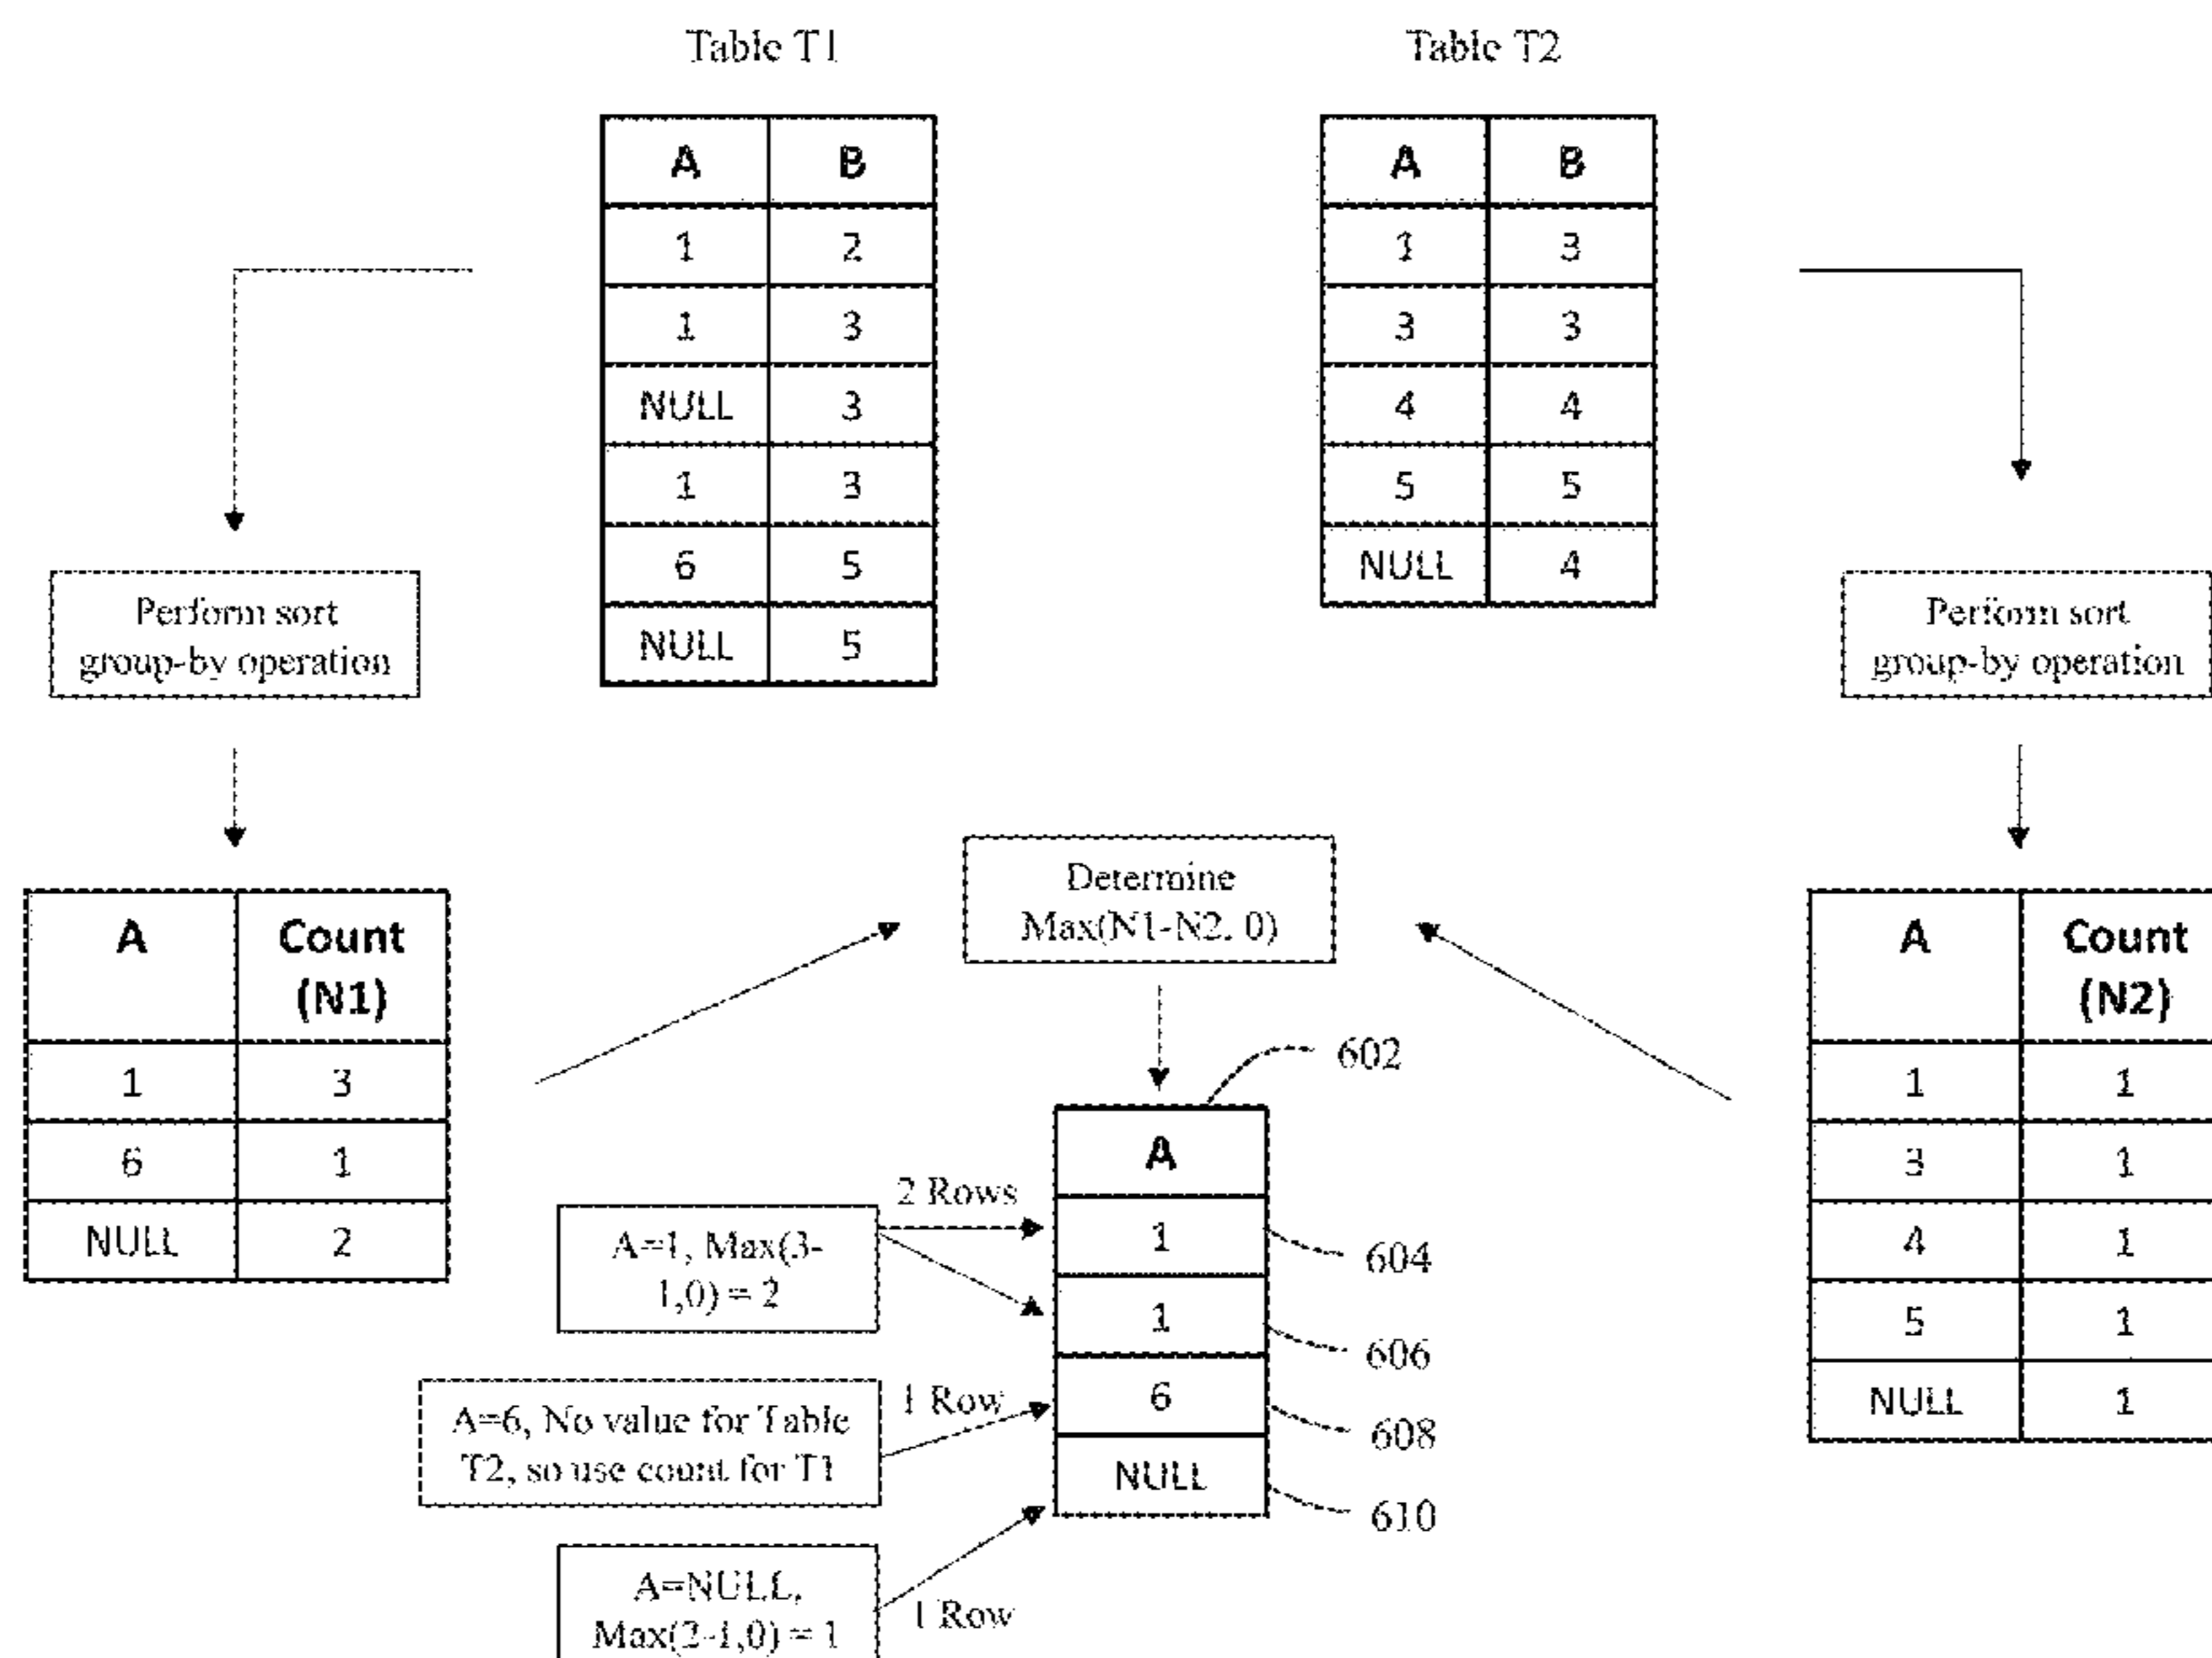 Table T1
Table T2
A B
1 2
1 3
NULL 3
1 3
6 5
NULL 5
A B
1 3
3 3
4 4
5 5
NULL 4
Perform sort
group-by operation
Perform sort
group-by operation
A Count
(N1)
1 3
6 1
NULL 2
Determine
Max(N1-N2, 0)
A Count
(N2)
1 1
3 1
4 1
5 1
NULL 1
602
A
1
1
6
NULL
604
606
608
610
2 Rows
A=1, Max(3-
1,0) = 2
1 Row
A=6, No value for Table
T2, so use count for T1
A=NULL,
Max(2-1,0) = 1
1 Row